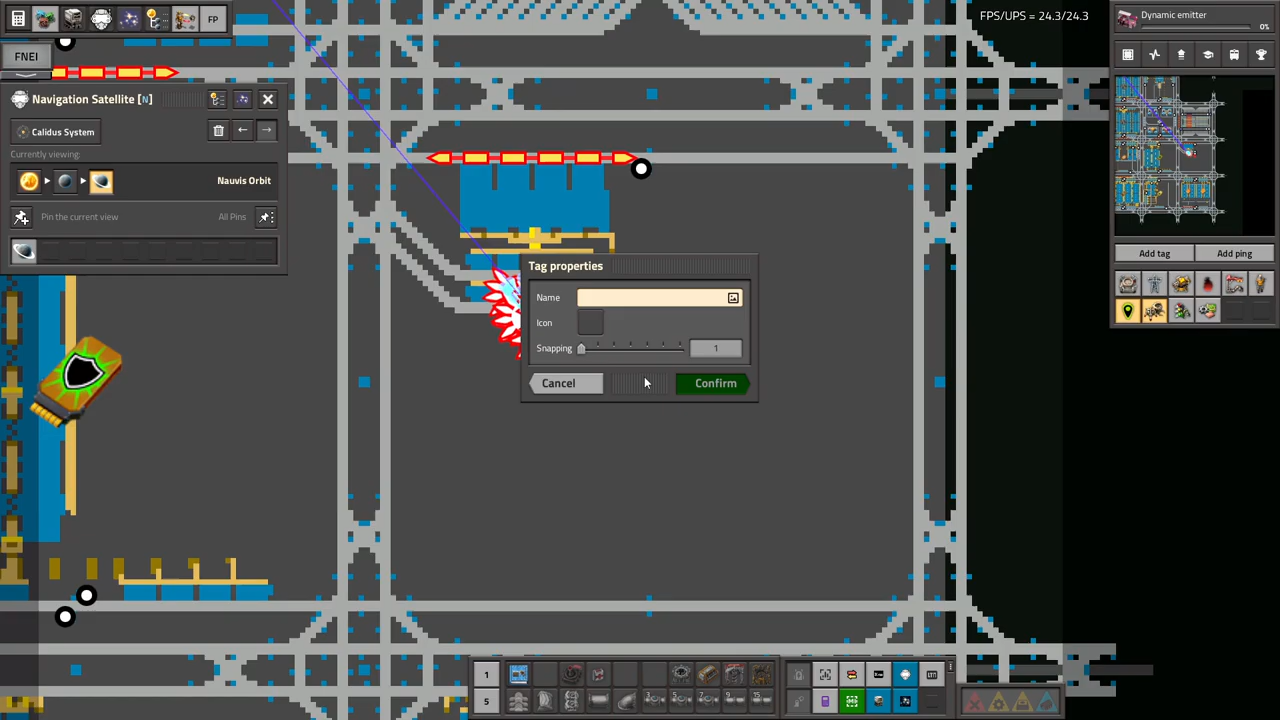 FP
FPS/UPS = 24.3/24.3
Dynamic emitter
0%
FNEI
Navigation Satellite [N]
Calidus System
Currently viewing:
Nauvis Orbit
Pin the current view
All Pins
Tag properties
Name
Icon
Snapping
1
Cancel
Confirm
Add tag
Add ping
1
5